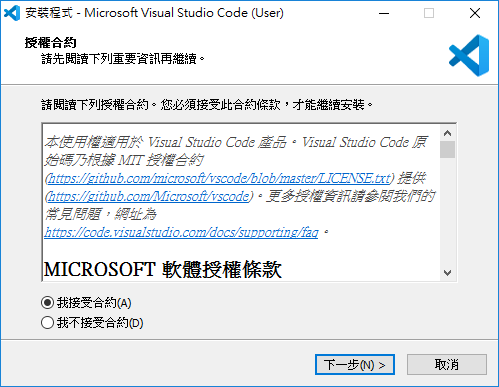 安裝程式 - Microsoft Visual Studio Code (User)
授權合約
請先閱讀下列重要資訊再繼續。
請閱讀下列授權合約。您必須接受此合約條款，才能繼續安裝。
本使用權適用於 Visual Studio Code 產品。Visual Studio Code 原
始碼乃根據 MIT 授權合約
(https://github.com/microsoft/vscode/blob/master/LICENSE.txt) 提供
(https://github.com/Microsoft/vscode)。更多授權資訊請參閱我們的
常見問題，網址為
https://code.visualstudio.com/docs/supporting/faq。
MICROSOFT 軟體授權條款
我接受合約(A)
我不接受合約(D)
下一步(N) >
取消